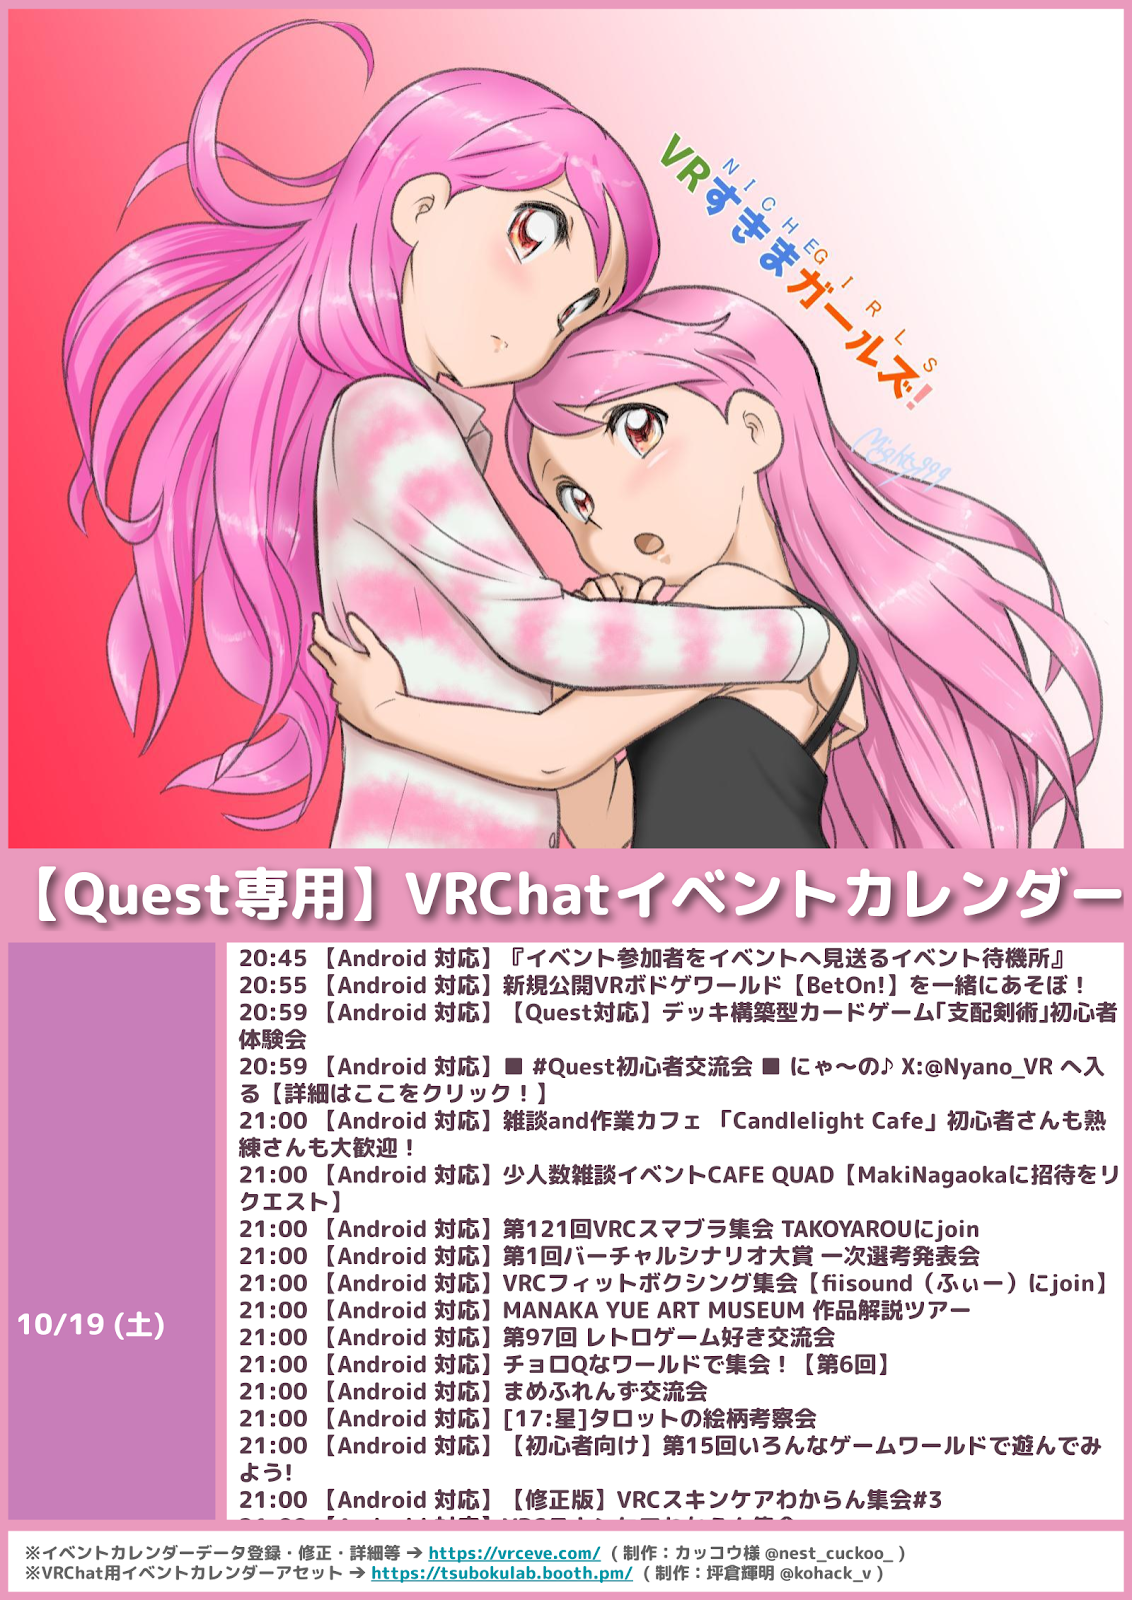 NICHEGIRLS
VRすきまガールズ!
Mighty999
【Quest専用】VRChatイベントカレンダー
10/19 (土)
20:45 【Android 対応】『イベント参加者をイベントへ見送るイベント待機所』
20:55 【Android 対応】新規公開VRボドゲワールド【BetOn!】を一緒にあそぼ！
20:59 【Android 対応】【Quest対応】デッキ構築型カードゲーム｢支配剣術｣初心者
体験会
20:59 【Android 対応】■ #Quest初心者交流会 ■ にゃ～の♪ X:@Nyano_VR へ入
る【詳細はここをクリック！】
21:00 【Android 対応】雑談and作業カフェ 「Candlelight Cafe」初心者さんも熟
練さんも大歓迎！
21:00 【Android 対応】少人数雑談イベントCAFE QUAD【MakiNagaokaに招待をリ
クエスト】
21:00 【Android 対応】第121回VRCスマブラ集会 TAKOYAROUにjoin
21:00 【Android 対応】第1回バーチャルシナリオ大賞 一次選考発表会
21:00 【Android 対応】VRCフィットボクシング集会【fiisound（ふぃー）にjoin】
21:00 【Android 対応】MANAKA YUE ART MUSEUM 作品解説ツアー
21:00 【Android 対応】第97回 レトロゲーム好き交流会
21:00 【Android 対応】チョロQなワールドで集会！【第6回】
21:00 【Android 対応】まめふれんず交流会
21:00 【Android 対応】[17:星]タロットの絵柄考察会
21:00 【Android 対応】【初心者向け】第15回いろんなゲームワールドで遊んでみ
よう!
21:00 【Android 対応】【修正版】VRCスキンケアわからん集会#3
※イベントカレンダーデータ登録・修正・詳細等 → https://vrceve.com/ ( 制作：カッコウ様 @nest_cuckoo_ )
※VRChat用イベントカレンダーアセット → https://tsubokulab.booth.pm/ ( 制作：坪倉輝明 @kohack_v )